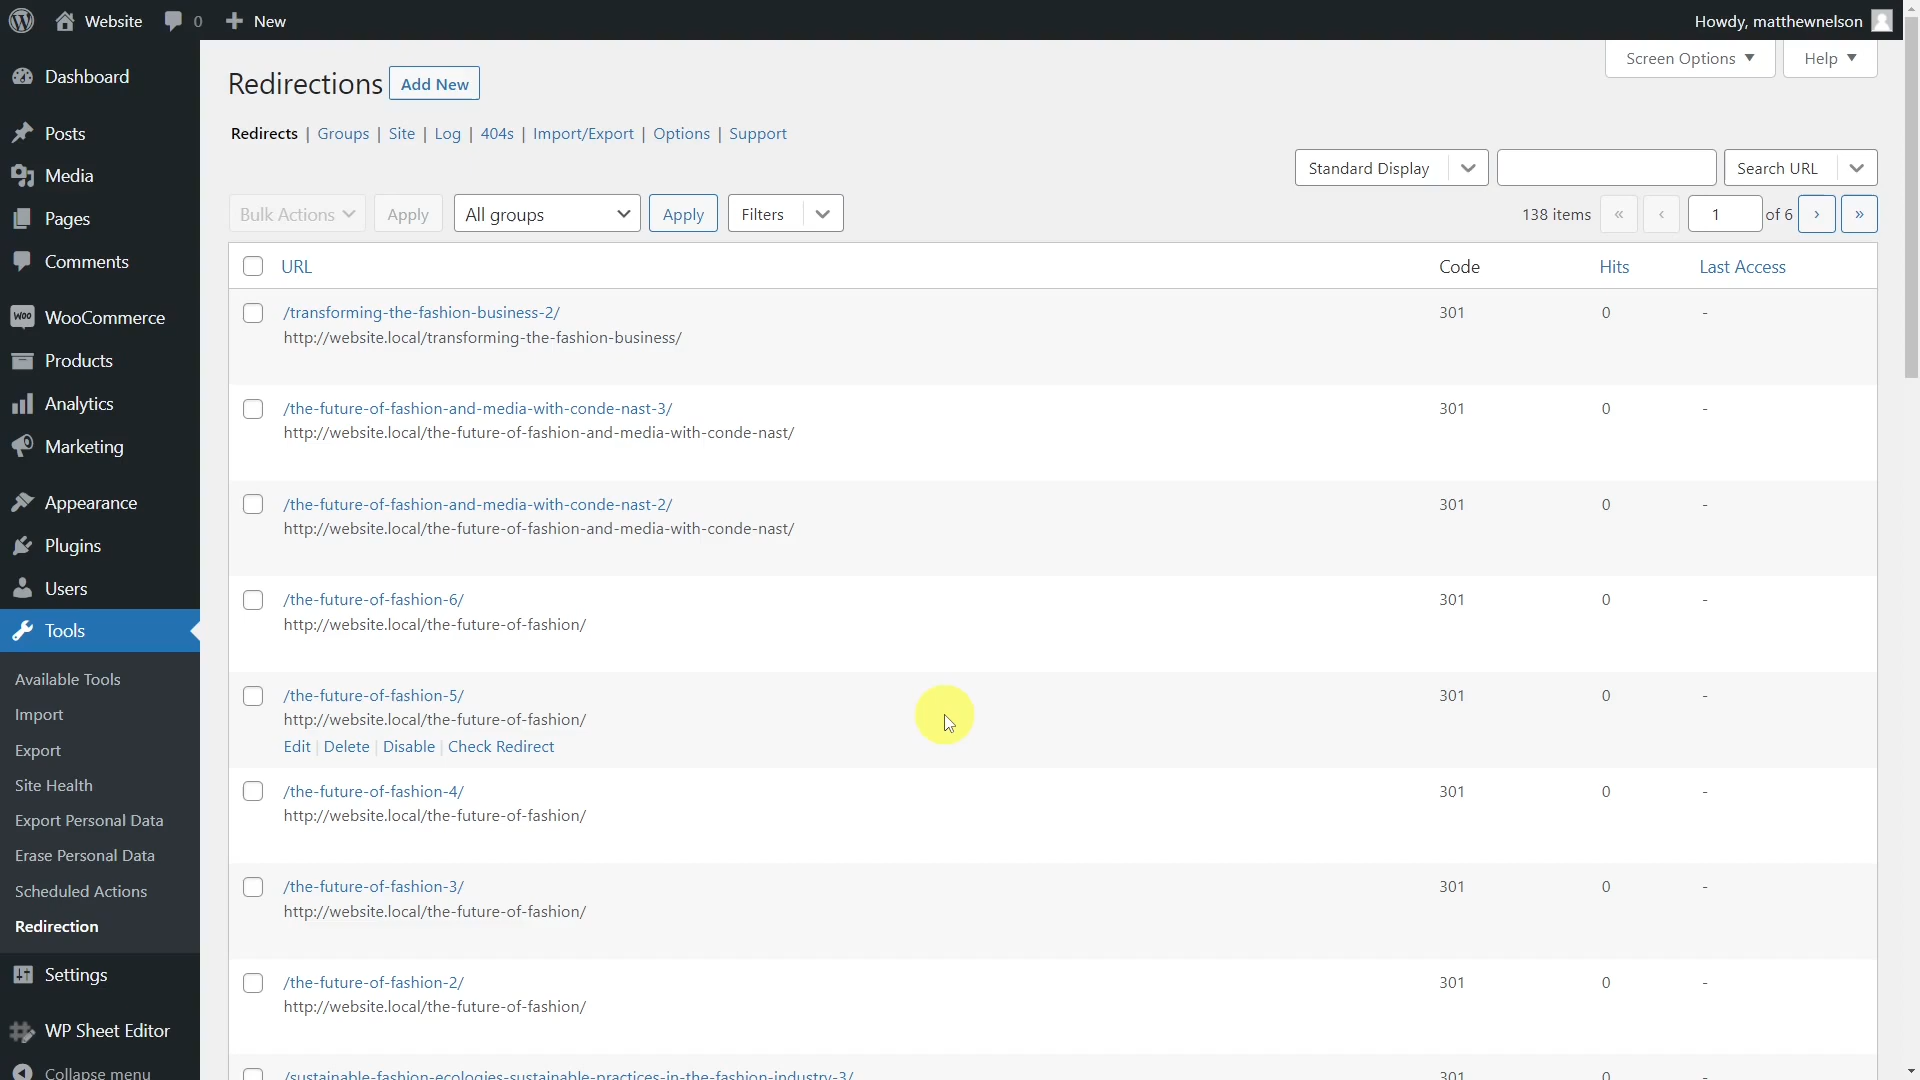 Website 0 New
Howdy, matthewnelson
Screen Options Help
Dashboard
Posts
Media
Pages
Comments
WooCommerce
Products
Analytics
Marketing
Appearance
Plugins
Users
Tools
Available Tools
Import
Export
Site Health
Export Personal Data
Erase Personal Data
Scheduled Actions
Redirection
Settings
WP Sheet Editor
Collapse menu
Redirections Add New
Redirects | Groups | Site | Log | 404s | Import/Export | Options | Support
Standard Display Search URL
Bulk Actions Apply All groups Apply Filters 138 items « ‹ 1 of 6 › »
URL Code Hits Last Access
/transforming-the-fashion-business-2/ 301 0 -
http://website.local/transforming-the-fashion-business/
/the-future-of-fashion-and-media-with-conde-nast-3/ 301 0 -
http://website.local/the-future-of-fashion-and-media-with-conde-nast/
/the-future-of-fashion-and-media-with-conde-nast-2/ 301 0 -
http://website.local/the-future-of-fashion-and-media-with-conde-nast/
/the-future-of-fashion-6/ 301 0 -
http://website.local/the-future-of-fashion/
/the-future-of-fashion-5/ 301 0 -
http://website.local/the-future-of-fashion/
Edit | Delete | Disable | Check Redirect
/the-future-of-fashion-4/ 301 0 -
http://website.local/the-future-of-fashion/
/the-future-of-fashion-3/ 301 0 -
http://website.local/the-future-of-fashion/
/the-future-of-fashion-2/ 301 0 -
http://website.local/the-future-of-fashion/
/sustainable-fashion-ecologies-sustainable-practices-in-the-fashion-industry-3/ 301 0 -